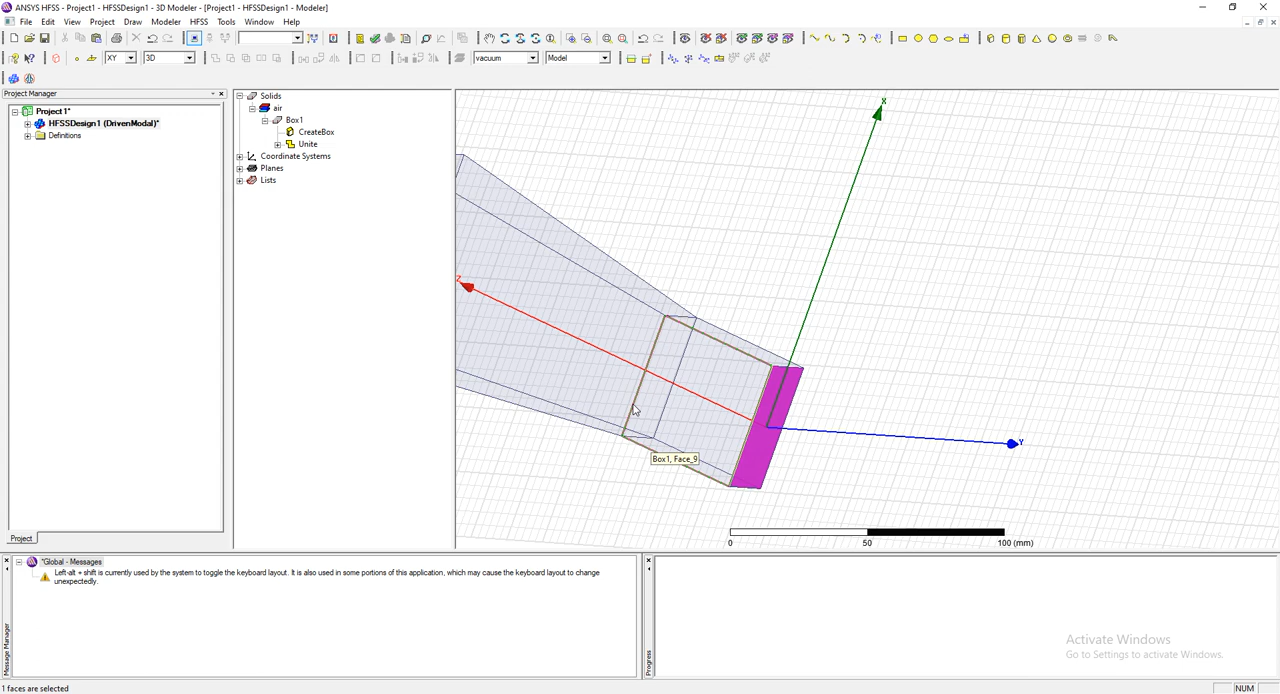 ANSYS HFSS - Project1 - HFSSDesign1 - 3D Modeler - [Project1 - HFSSDesign1 - Modeler]
File Edit View Project Draw Modeler HFSS Tools Window Help
XY 3D vacuum Model
Project Manager
Project1*
HFSSDesign1 (DrivenModal)*
Definitions
Project
Solids
air
Box1
CreateBox
Unite
Coordinate Systems
Planes
Lists
X
Z
Y
Box1, Face_9
0 50 100 (mm)
*Global - Messages
Left-alt + shift is currently used by the system to toggle the keyboard layout. It is also used in some portions of this application, which may cause the keyboard layout to change
unexpectedly.
Message Manager
Progress
Activate Windows
Go to Settings to activate Windows.
1 faces are selected
NUM